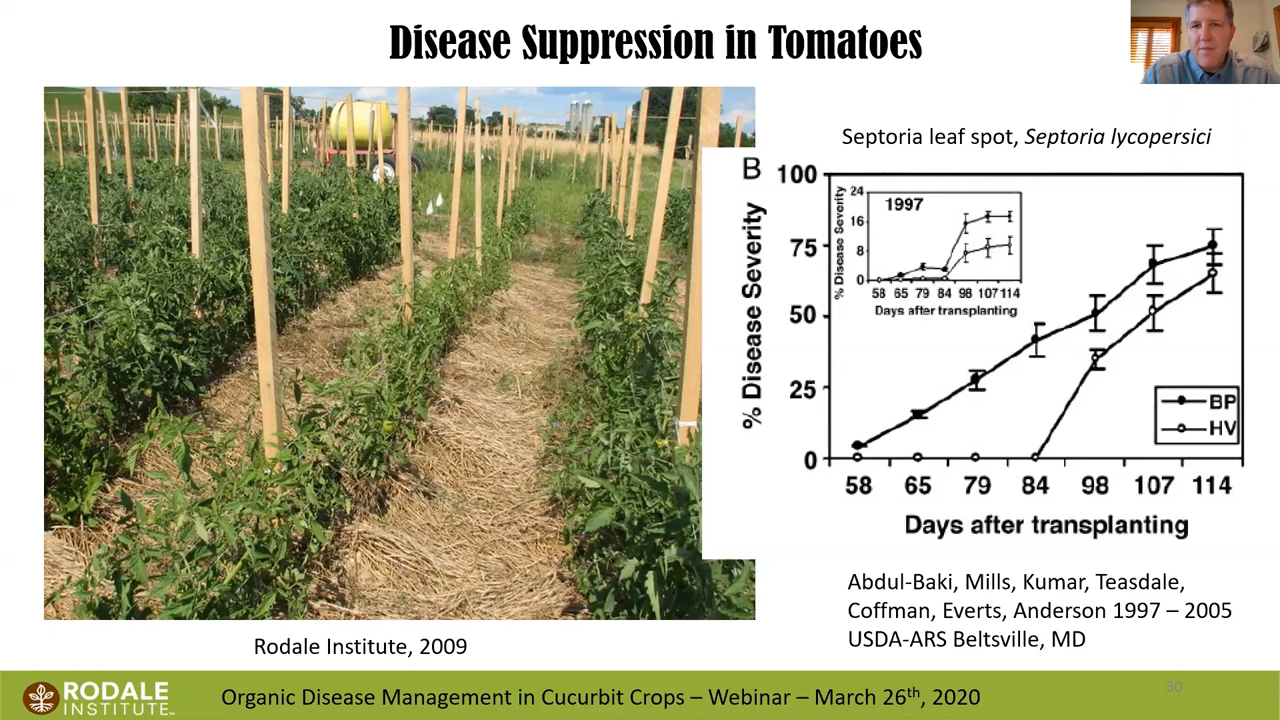 Disease Suppression in Tomatoes
Septoria leaf spot, Septoria lycopersici
B
100
75
50
25
0
% Disease Severity
24
16
8
0
% Disease Severity
1997
58 65 79 84 98 107 114
Days after transplanting
BP
HV
58 65 79 84 98 107 114
Days after transplanting
Abdul-Baki, Mills, Kumar, Teasdale,
Coffman, Everts, Anderson 1997 – 2005
USDA-ARS Beltsville, MD
Rodale Institute, 2009
RODALE
INSTITUTE™
Organic Disease Management in Cucurbit Crops – Webinar – March 26th, 2020
30